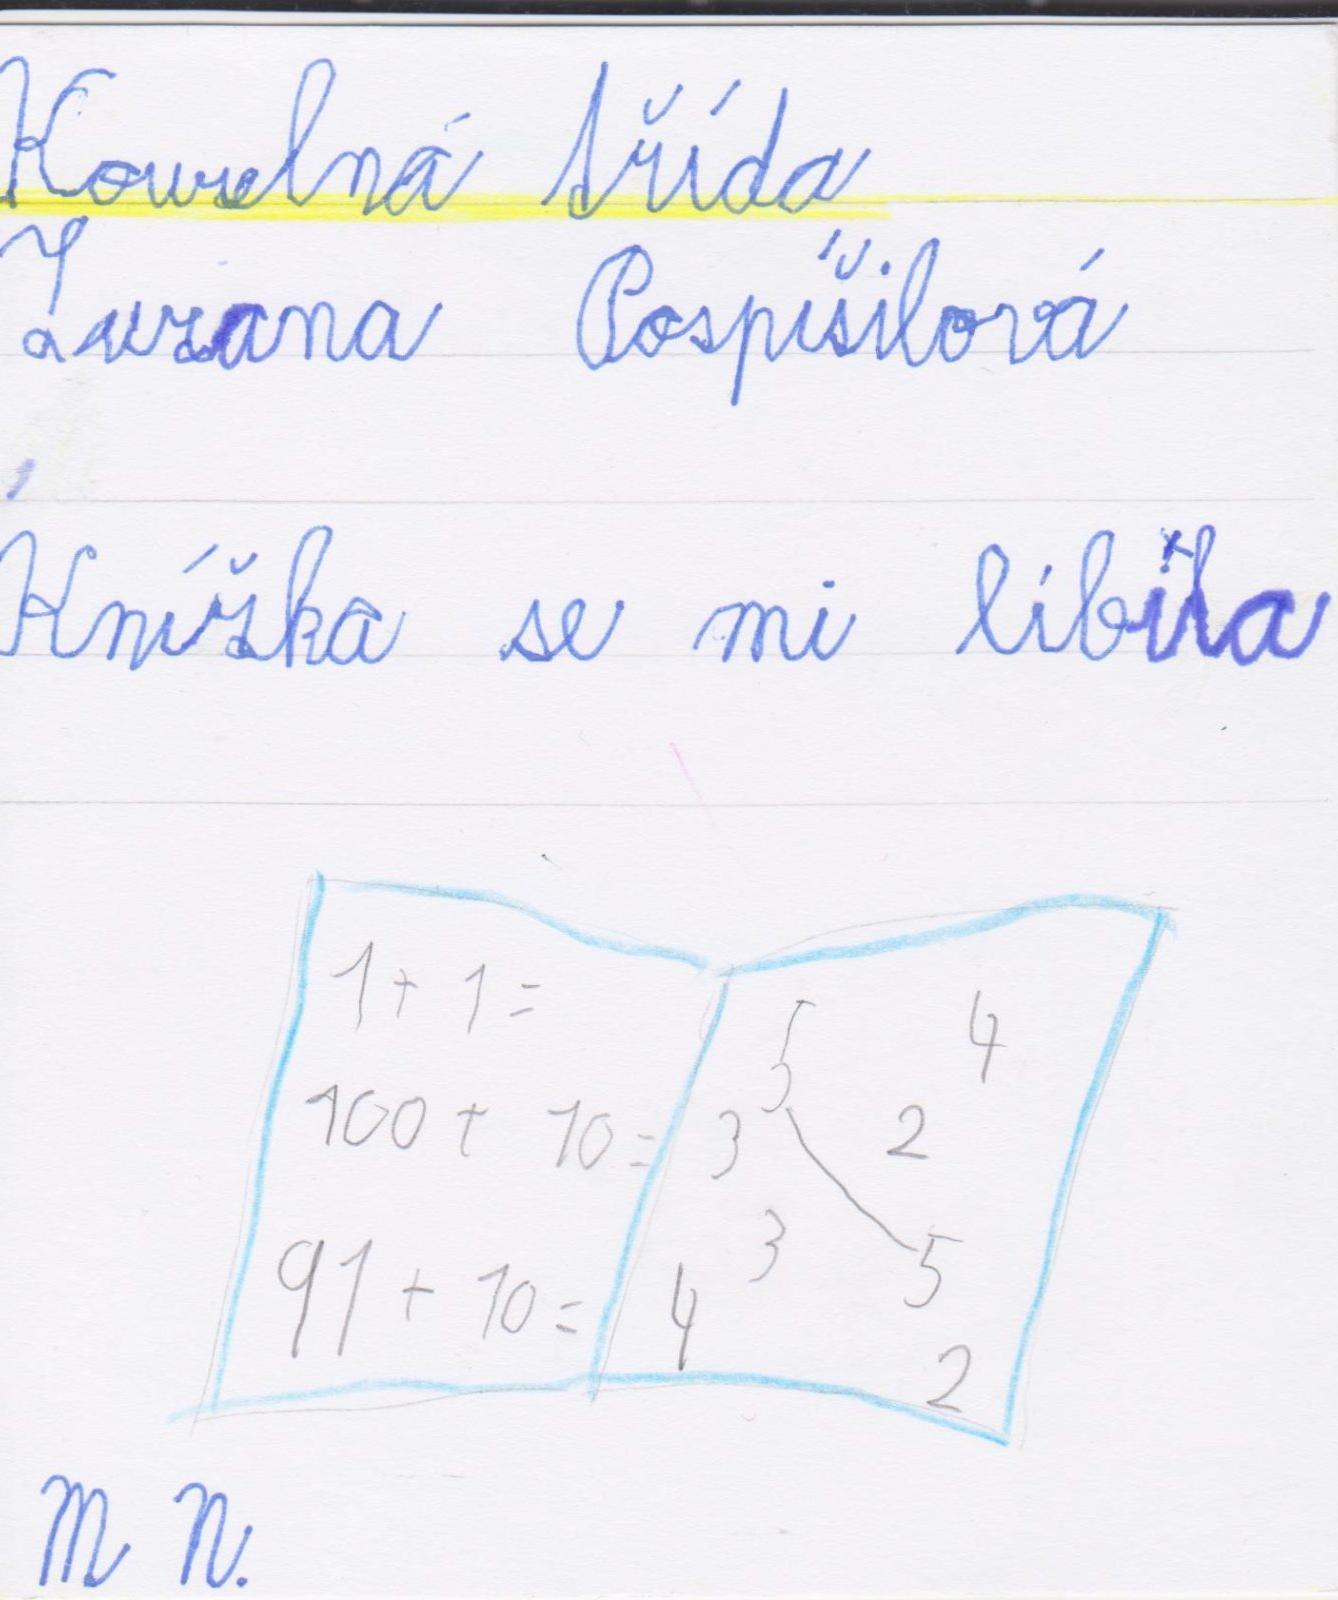 Kouzelná třída
Zuzana Pospíšilová
Knížka se mi líbila
1 + 1 =
100 + 10 =
91 + 10 =
5 4
3 2
3 5
4 2
M N.